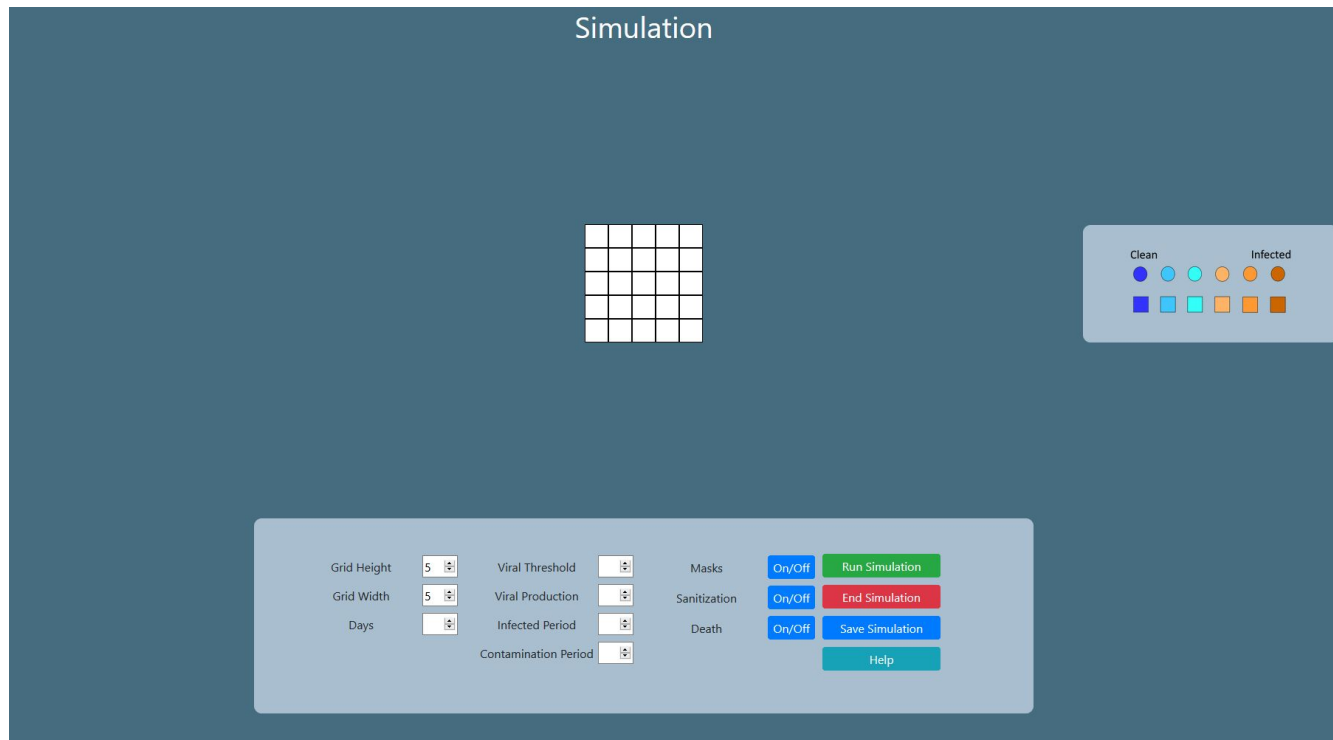 Simulation
Clean Infected
Grid Height 5 Viral Threshold Masks On/Off Run Simulation
Grid Width 5 Viral Production Sanitization On/Off End Simulation
Days Infected Period Death On/Off Save Simulation
Contamination Period Help